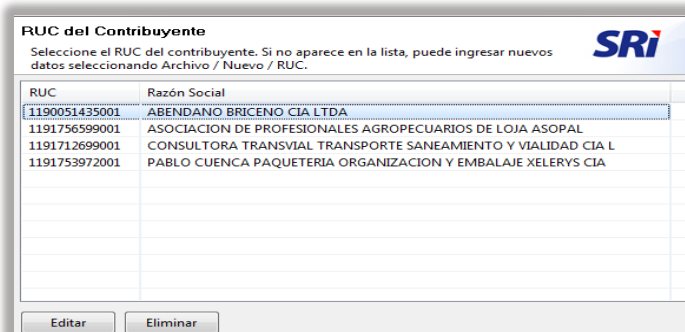 RUC del Contribuyente
Seleccione el RUC del contribuyente. Si no aparece en la lista, puede ingresar nuevos
datos seleccionando Archivo / Nuevo / RUC.
SRi
RUC Razón Social
1190051435001 ABENDANO BRICENO CIA LTDA
1191756599001 ASOCIACION DE PROFESIONALES AGROPECUARIOS DE LOJA ASOPAL
1191712699001 CONSULTORA TRANSVIAL TRANSPORTE SANEAMIENTO Y VIALIDAD CIA L
1191753972001 PABLO CUENCA PAQUETERIA ORGANIZACION Y EMBALAJE XELERYS CIA
Editar Eliminar